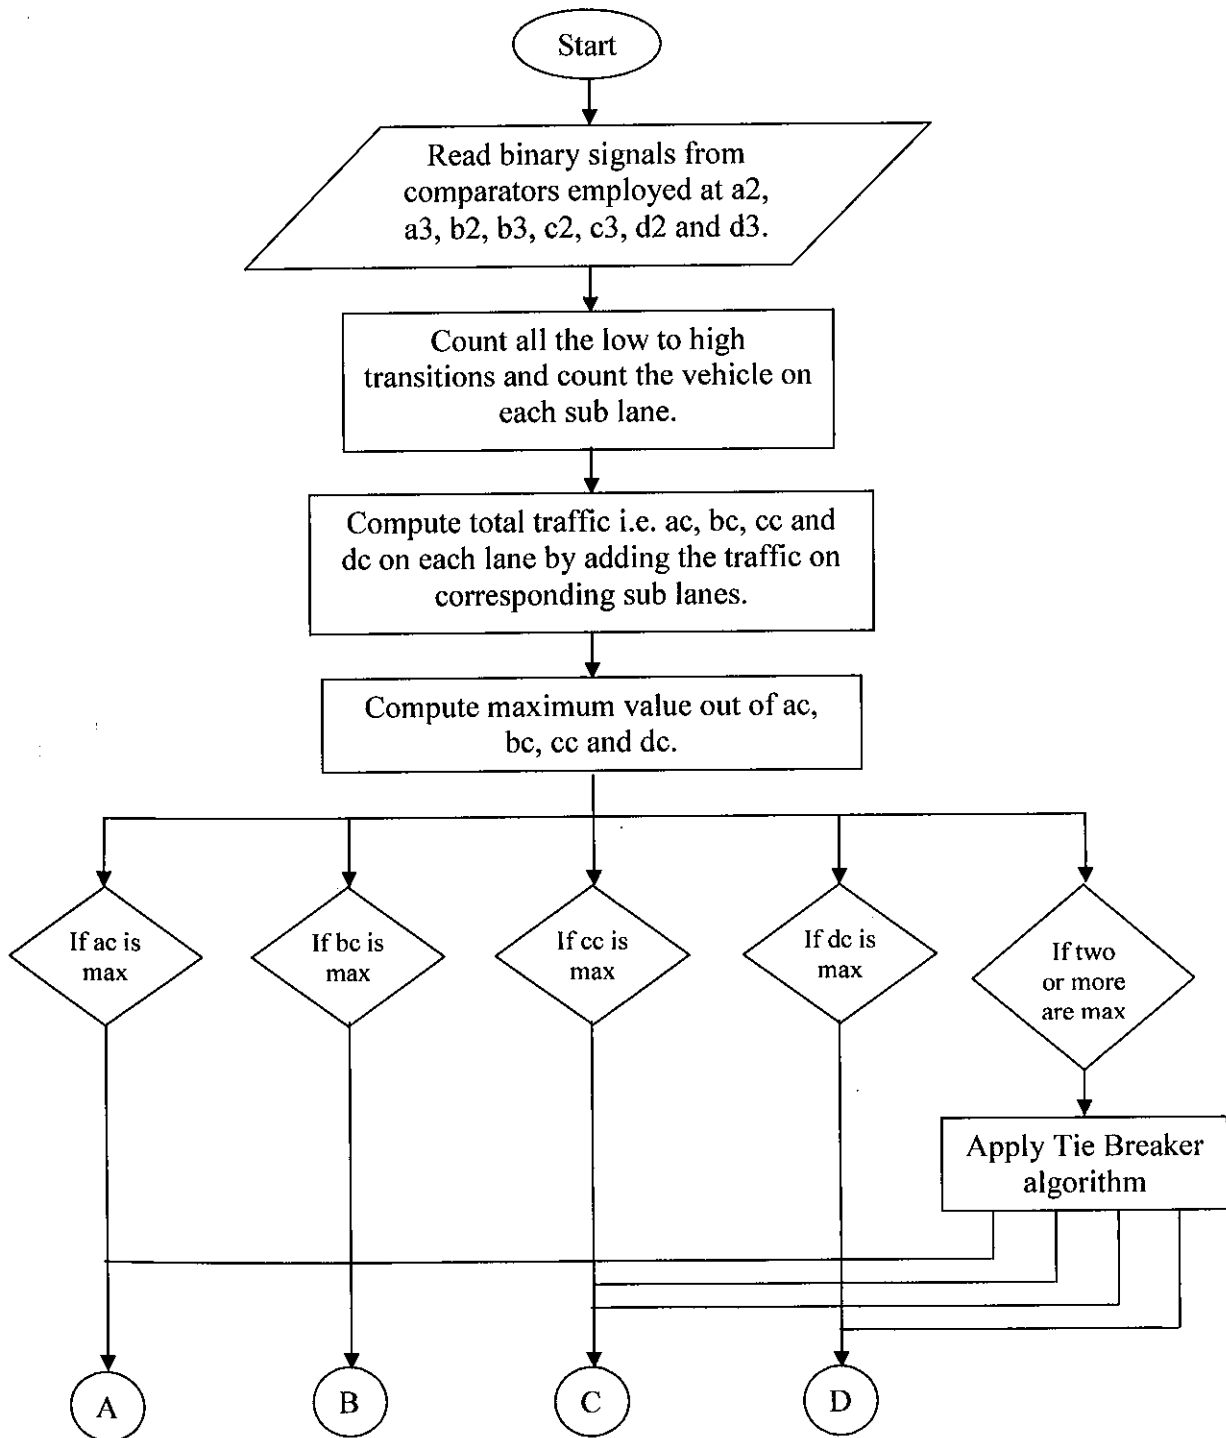 Start
Read binary signals from
comparators employed at a2,
a3, b2, b3, c2, c3, d2 and d3.
Count all the low to high
transitions and count the vehicle on
each sub lane.
Compute total traffic i.e. ac, bc, cc and
dc on each lane by adding the traffic on
corresponding sub lanes.
Compute maximum value out of ac,
bc, cc and dc.
If ac is
max
If bc is
max
If cc is
max
If dc is
max
If two
or more
are max
Apply Tie Breaker
algorithm
A
B
C
D